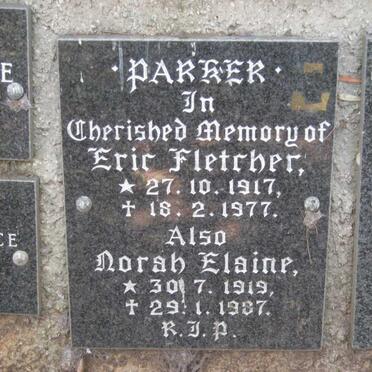 · PARKER ·
In
Cherished Memory of
Eric Fletcher,
★ 27. 10. 1917,
✝ 18. 2. 1977.
Also
Norah Elaine,
★ 30. 7. 1919,
✝ 29. 1. 1987.
R.I.P.